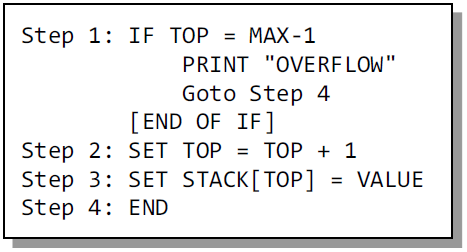 Step 1: IF TOP = MAX-1
PRINT "OVERFLOW"
Goto Step 4
[END OF IF]
Step 2: SET TOP = TOP + 1
Step 3: SET STACK[TOP] = VALUE
Step 4: END